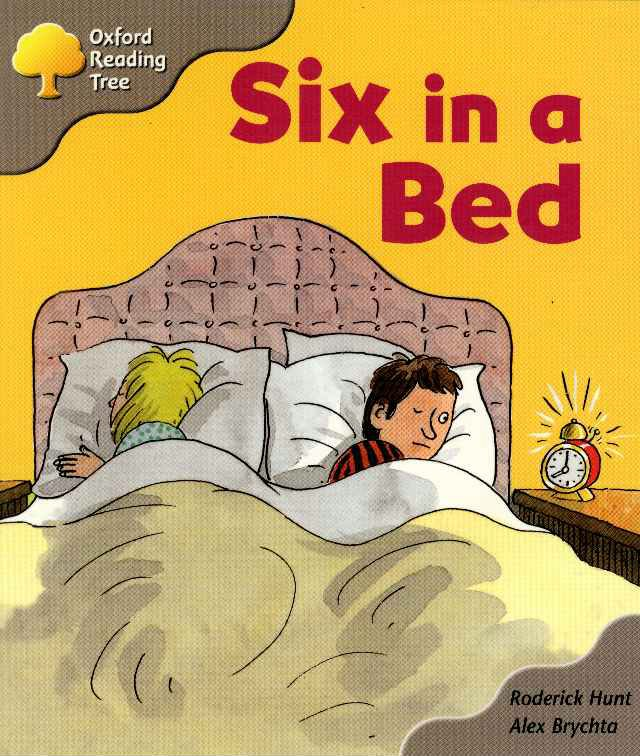 Oxford
Reading
Tree
Six in a
Bed
Roderick Hunt
Alex Brychta